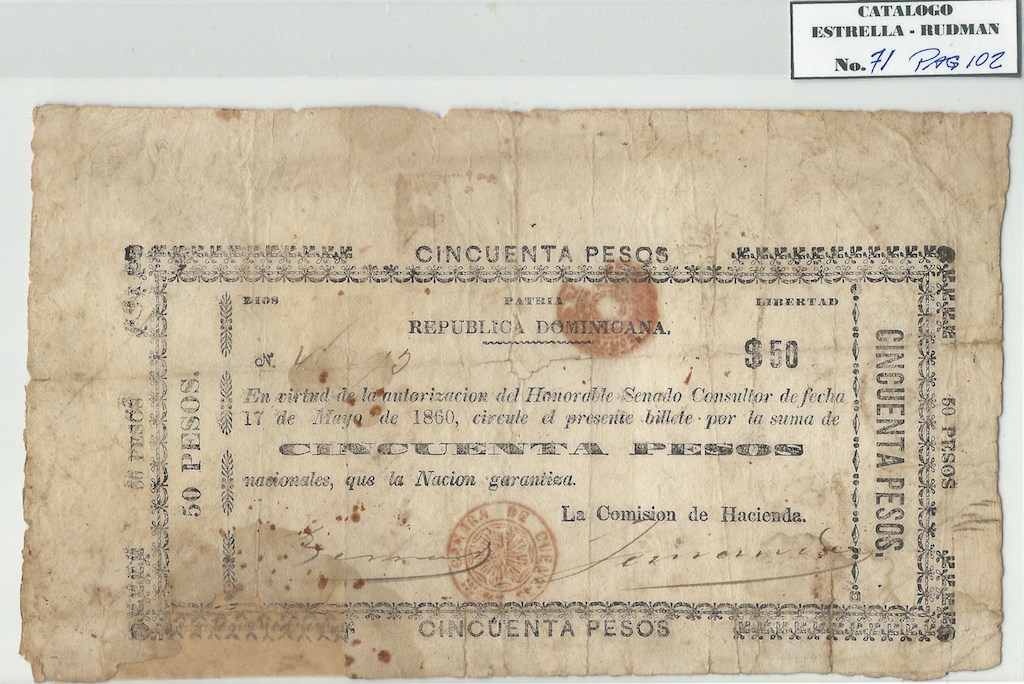 CATALOGO
ESTRELLA - RUDMAN
No. 71 PAG 102
CINCUENTA PESOS
DIOS PATRIA LIBERTAD
REPUBLICA DOMINICANA.
N.
$50
En virtud de la autorizacion del Honorable Senado Consultor de fecha
17 de Mayo de 1860, circule el presente billete por la suma de
CINCUENTA PESOS
nacionales, que la Nacion garantiza.
La Comision de Hacienda.
CAMARA DE CUEN
CINCUENTA PESOS
50 PESOS
50 PESOS.
CINCUENTA PESOS.
50 PESOS